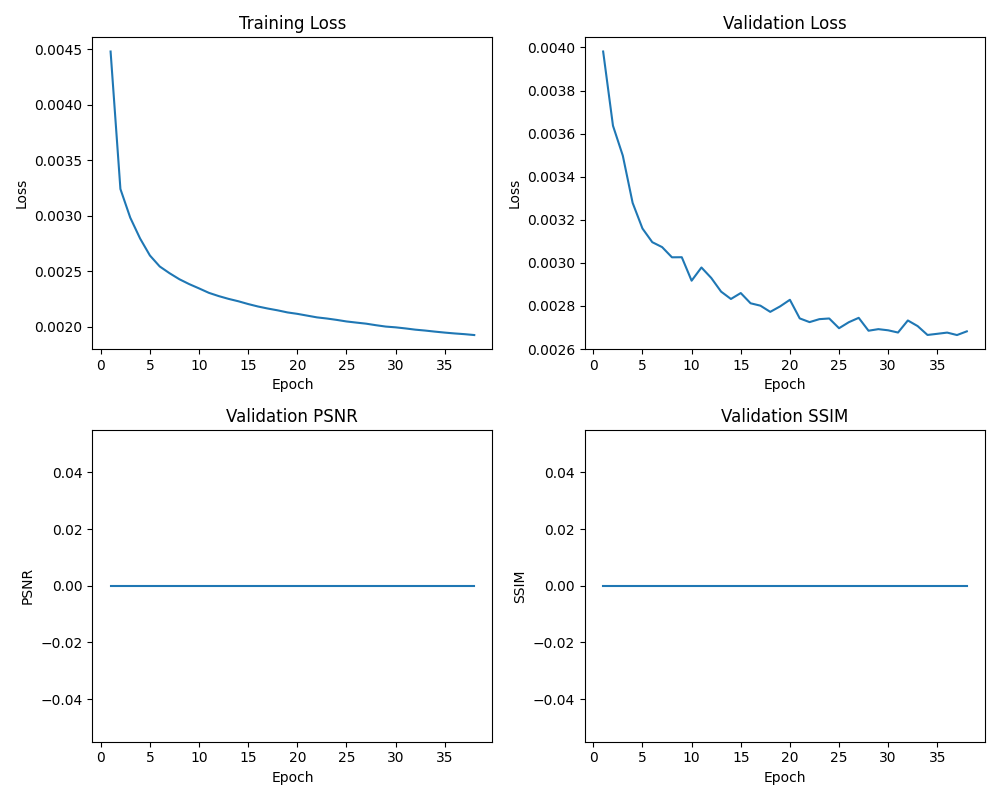 Training Loss
Loss
0.0045
0.0040
0.0035
0.0030
0.0025
0.0020
0 5 10 15 20 25 30 35
Epoch
Validation Loss
Loss
0.0040
0.0038
0.0036
0.0034
0.0032
0.0030
0.0028
0.0026
0 5 10 15 20 25 30 35
Epoch
Validation PSNR
PSNR
0.04
0.02
0.00
−0.02
−0.04
0 5 10 15 20 25 30 35
Epoch
Validation SSIM
SSIM
0.04
0.02
0.00
−0.02
−0.04
0 5 10 15 20 25 30 35
Epoch